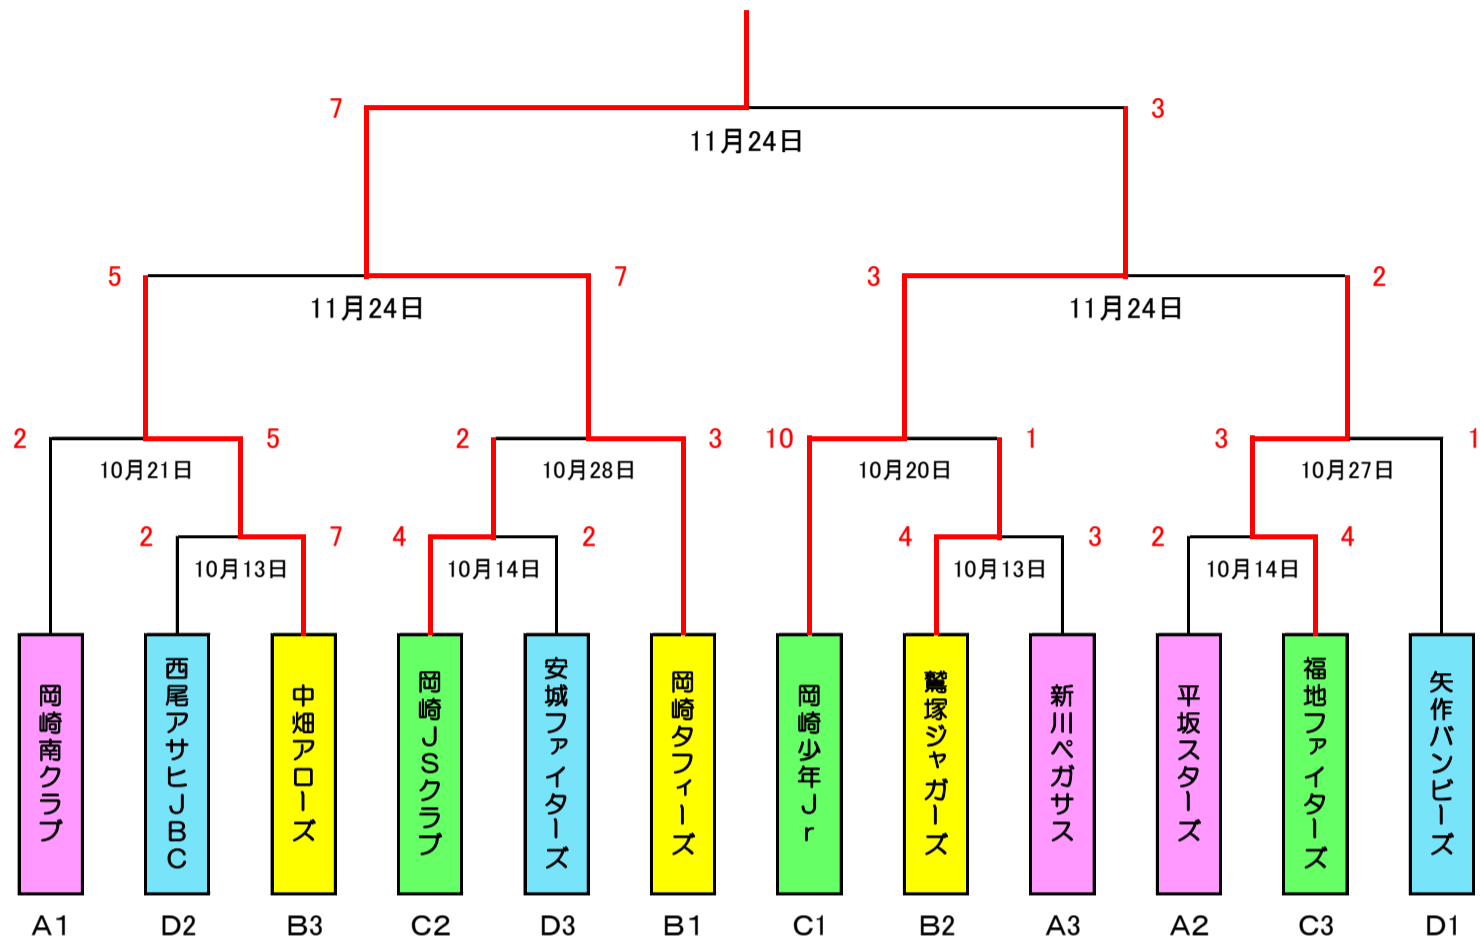 7 3
11月24日
5 7 3 2
11月24日 11月24日
2 5 2 3 10 1 3 1
10月21日 10月28日 10月20日 10月27日
2 7 4 2 4 3 2 4
10月13日 10月14日 10月13日 10月14日
岡崎南クラブ
西尾アサヒJBC
中畑アローズ
岡崎JSクラブ
安城ファイターズ
岡崎タフィーズ
岡崎少年Jr
鷲塚ジャガーズ
新川ペガサス
平坂スターズ
福地ファイターズ
矢作バンビーズ
A1 D2 B3 C2 D3 B1 C1 B2 A3 A2 C3 D1